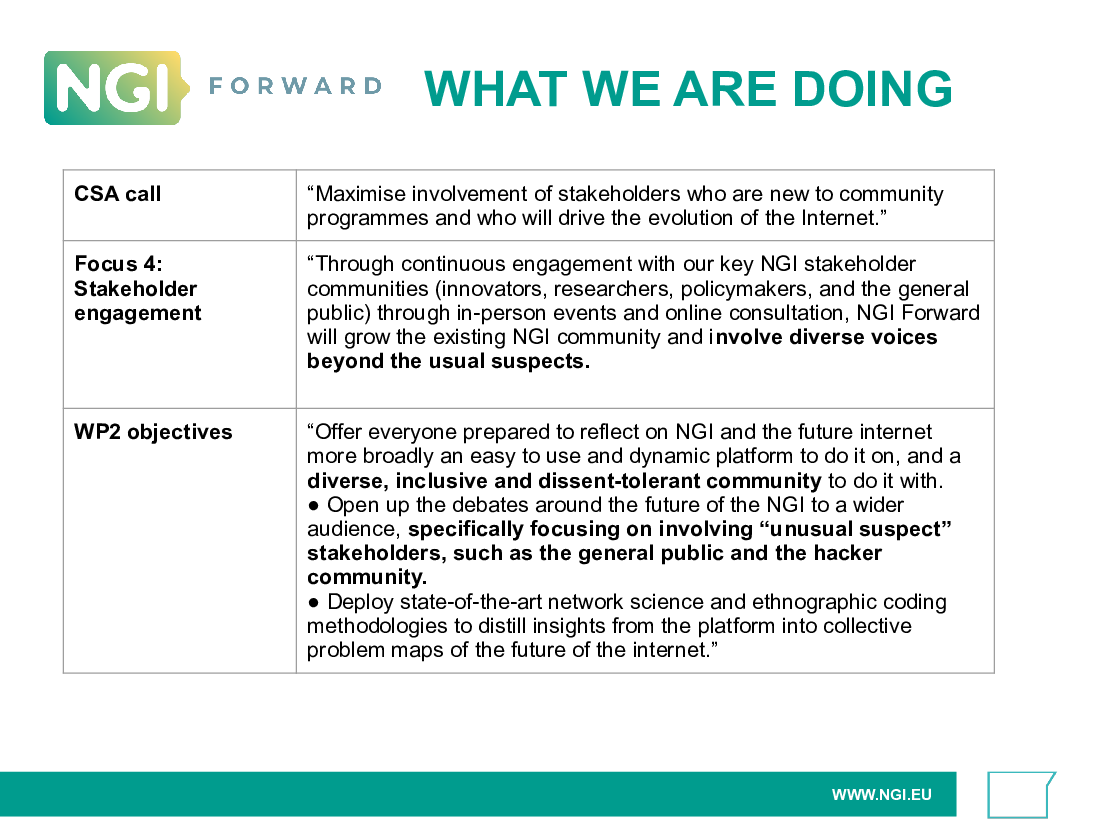 NGI FORWARD
WHAT WE ARE DOING
CSA call
“Maximise involvement of stakeholders who are new to community
programmes and who will drive the evolution of the Internet.”
Focus 4:
Stakeholder
engagement
“Through continuous engagement with our key NGI stakeholder
communities (innovators, researchers, policymakers, and the general
public) through in-person events and online consultation, NGI Forward
will grow the existing NGI community and involve diverse voices
beyond the usual suspects.
WP2 objectives
“Offer everyone prepared to reflect on NGI and the future internet
more broadly an easy to use and dynamic platform to do it on, and a
diverse, inclusive and dissent-tolerant community to do it with.
● Open up the debates around the future of the NGI to a wider
audience, specifically focusing on involving “unusual suspect”
stakeholders, such as the general public and the hacker
community.
● Deploy state-of-the-art network science and ethnographic coding
methodologies to distill insights from the platform into collective
problem maps of the future of the internet.”
WWW.NGI.EU